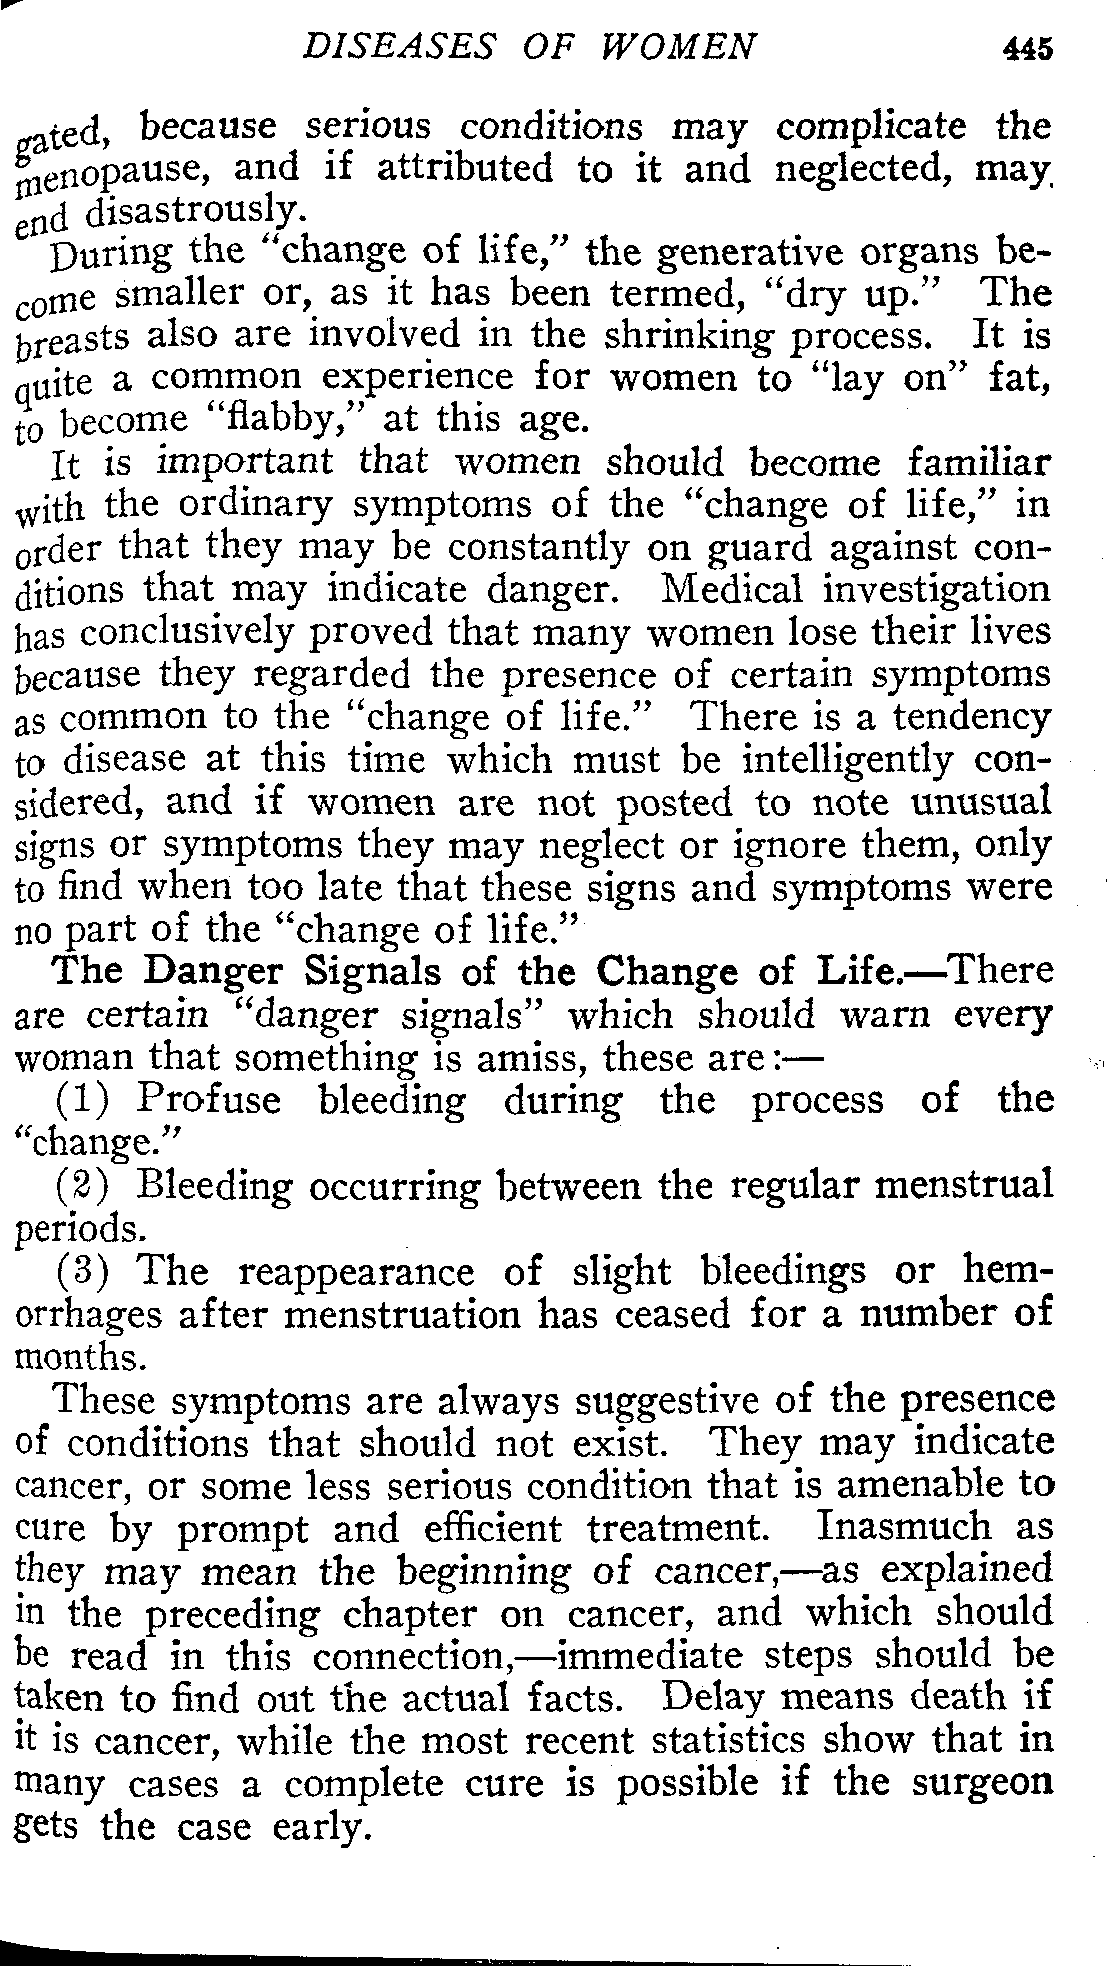 DISEASES OF WOMEN 445
gated, because serious conditions may complicate the
menopause, and if attributed to it and neglected, may
end disastrously.
During the "change of life," the generative organs be-
come smaller or, as it has been termed, "dry up." The
breasts also are involved in the shrinking process. It is
quite a common experience for women to "lay on" fat,
to become "flabby," at this age.
It is important that women should become familiar
with the ordinary symptoms of the "change of life," in
order that they may be constantly on guard against con-
ditions that may indicate danger. Medical investigation
has conclusively proved that many women lose their lives
because they regarded the presence of certain symptoms
as common to the "change of life." There is a tendency
to disease at this time which must be intelligently con-
sidered, and if women are not posted to note unusual
signs or symptoms they may neglect or ignore them, only
to find when too late that these signs and symptoms were
no part of the "change of life."
The Danger Signals of the Change of Life.—There
are certain "danger signals" which should warn every
woman that something is amiss, these are:—
(1) Profuse bleeding during the process of the
"change."
(2) Bleeding occurring between the regular menstrual
periods.
(3) The reappearance of slight bleedings or hem-
orrhages after menstruation has ceased for a number of
months.
These symptoms are always suggestive of the presence
of conditions that should not exist. They may indicate
cancer, or some less serious condition that is amenable to
cure by prompt and efficient treatment. Inasmuch as
they may mean the beginning of cancer,—as explained
in the preceding chapter on cancer, and which should
be read in this connection,—immediate steps should be
taken to find out the actual facts. Delay means death if
it is cancer, while the most recent statistics show that in
many cases a complete cure is possible if the surgeon
gets the case early.